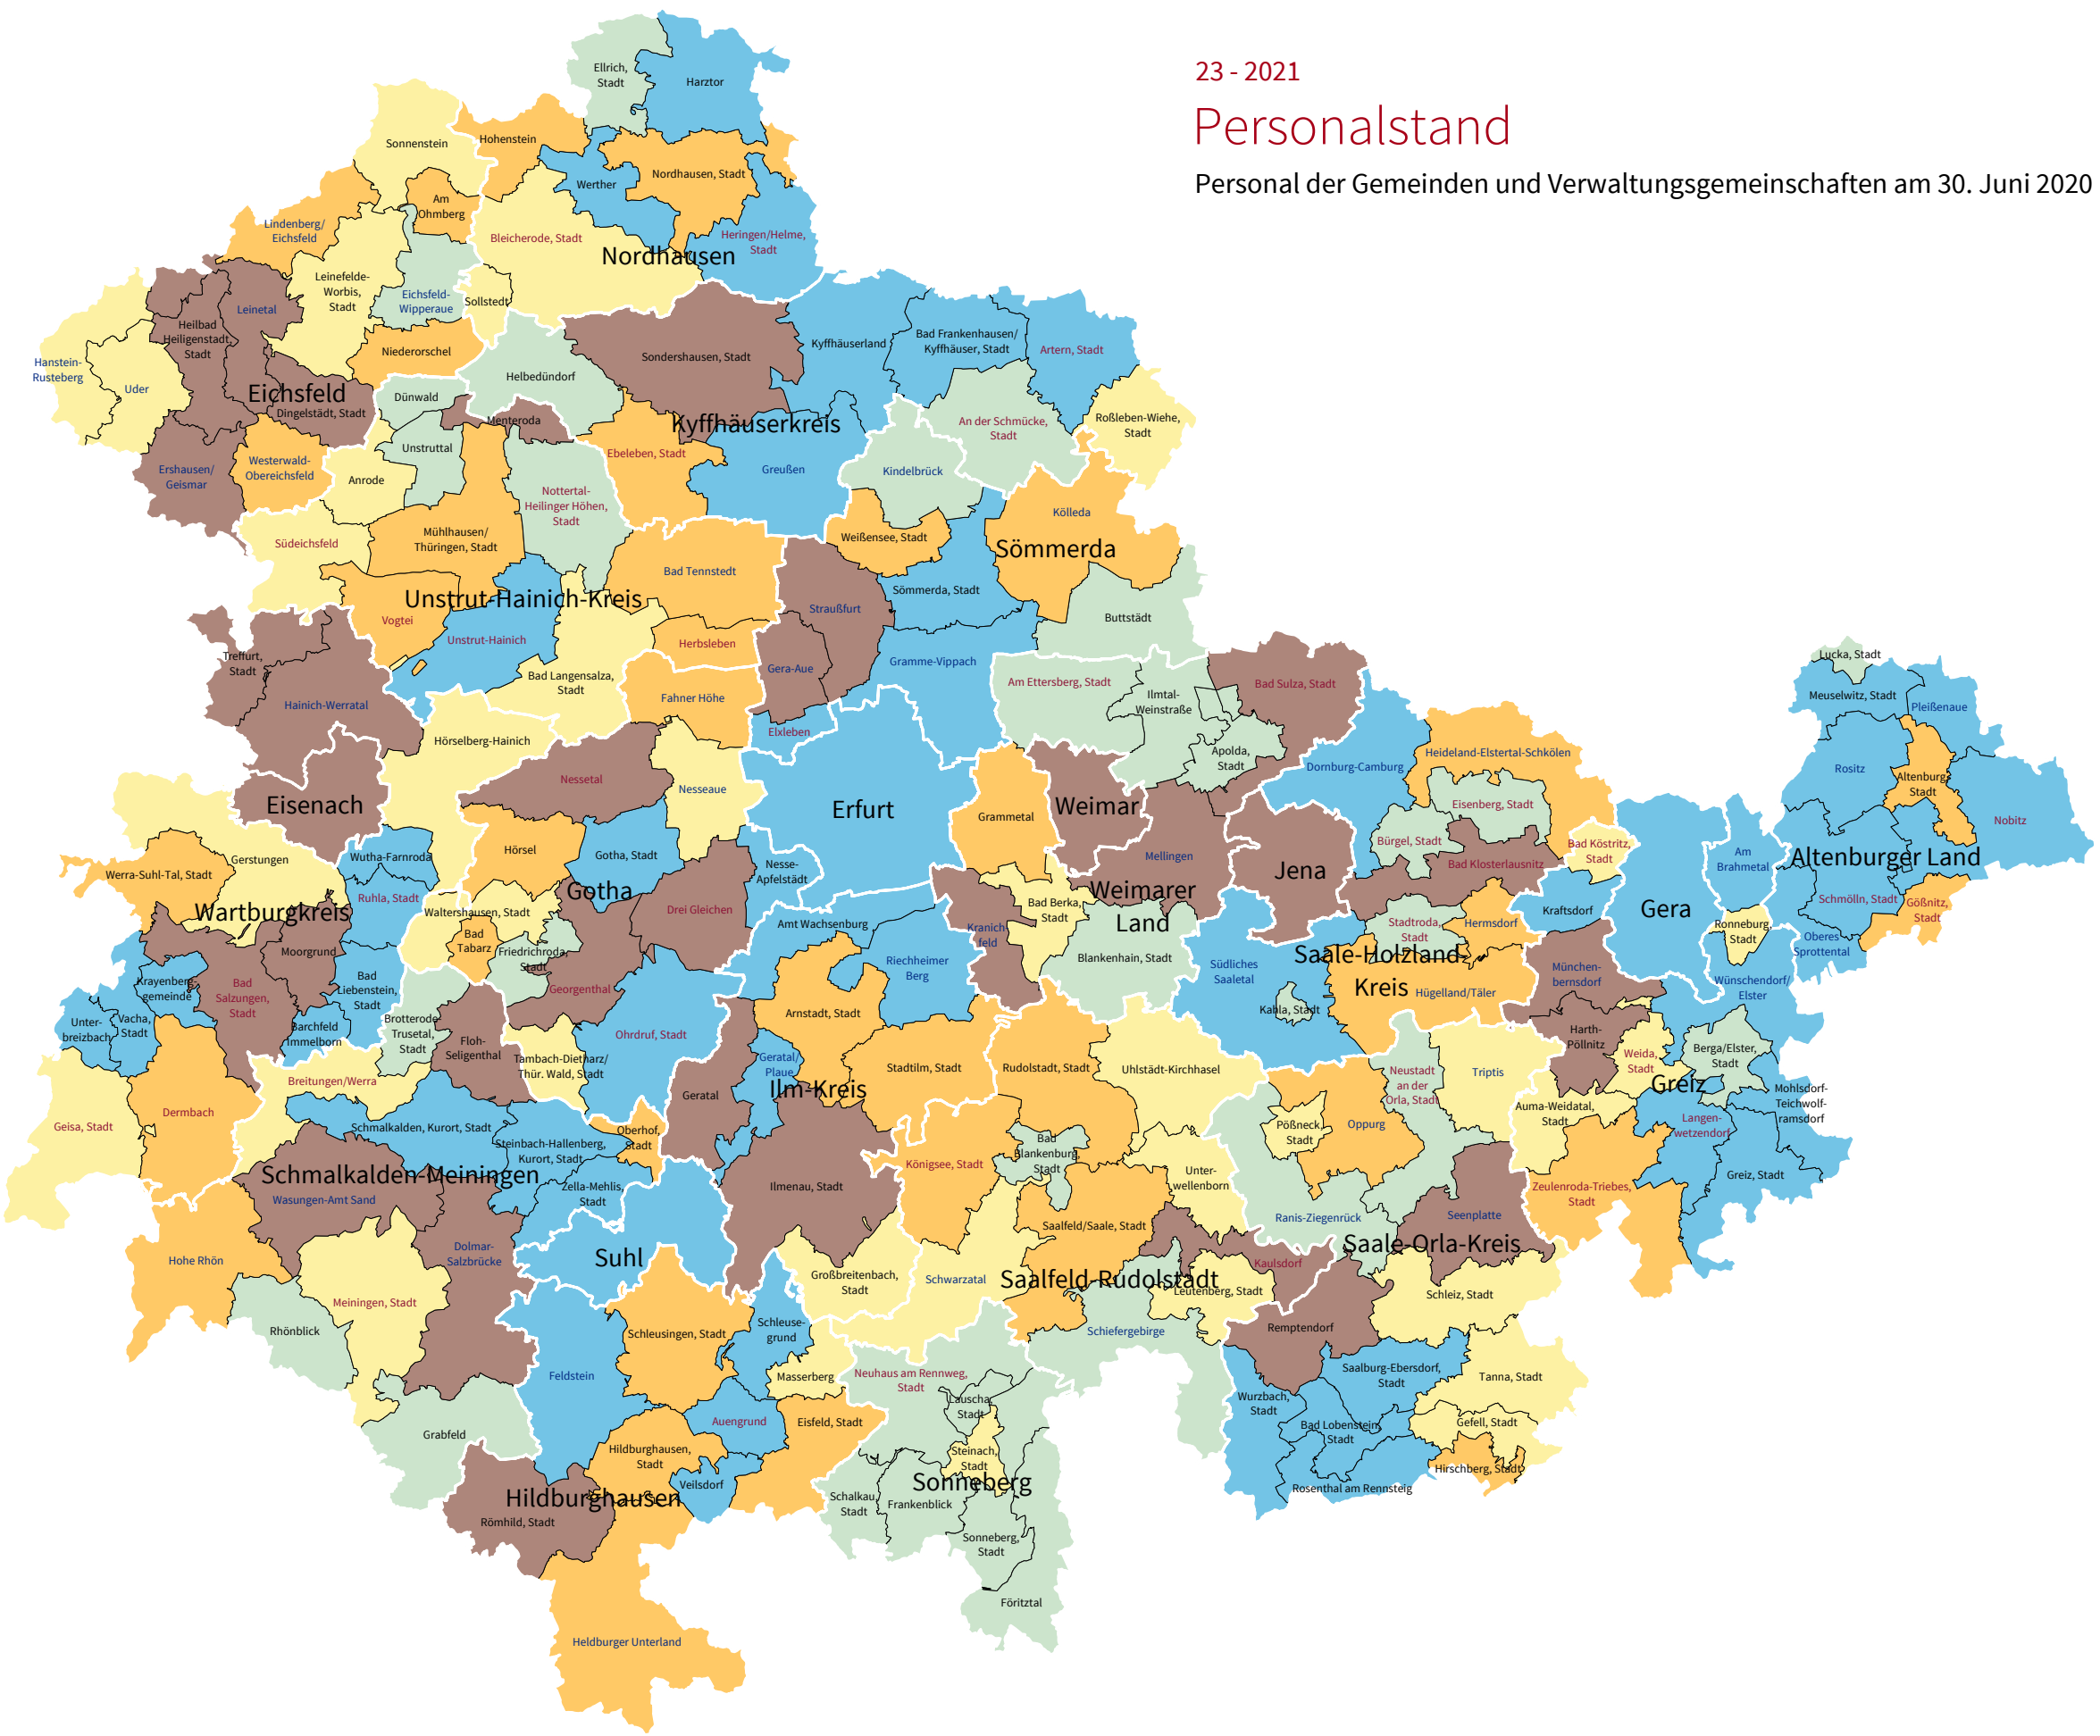 23 - 2021
Personalstand
Personal der Gemeinden und Verwaltungsgemeinschaften am 30. Juni 2020
Ellrich,
Stadt
Harztor
Sonnenstein
Hohenstein
Nordhausen, Stadt
Werther
Am
Ohmberg
Lindenberg/
Eichsfeld
Bleicherode, Stadt
Heringen/Helme,
Stadt
Nordhausen
Leinefelde-
Worbis,
Stadt
Eichsfeld-
Wipperaue
Sollstedt
Leinetal
Heilbad
Heiligenstadt,
Stadt
Niederorschel
Hanstein-
Rusteberg
Uder
Eichsfeld
Dingelstädt, Stadt
Dünwald
Helbedündorf
Sondershausen, Stadt
Kyffhäuserland
Bad Frankenhausen/
Kyffhäuser, Stadt
Artern, Stadt
Menteroda
Kyffhäuserkreis
An der Schmücke,
Stadt
Roßleben-Wiehe,
Stadt
Ershausen/
Geismar
Westerwald-
Obereichsfeld
Anrode
Unstruttal
Ebeleben, Stadt
Greußen
Kindelbrück
Nottertal-
Heilinger Höhen,
Stadt
Südeichsfeld
Mühlhausen/
Thüringen, Stadt
Weißensee, Stadt
Kölleda
Sömmerda
Bad Tennstedt
Sömmerda, Stadt
Unstrut-Hainich-Kreis
Straußfurt
Buttstädt
Vogtei
Unstrut-Hainich
Herbsleben
Gera-Aue
Gramme-Vippach
Treffurt,
Stadt
Hainich-Werratal
Bad Langensalza,
Stadt
Fahner Höhe
Elxleben
Am Ettersberg, Stadt
Ilmtal-
Weinstraße
Bad Sulza, Stadt
Apolda,
Stadt
Lucka, Stadt
Meuselwitz, Stadt
Pleißenaue
Hörselberg-Hainich
Nessetal
Nesseaue
Dornburg-Camburg
Heideland-Elstertal-Schkölen
Rositz
Altenburg,
Stadt
Nobitz
Eisenach
Erfurt
Grammetal
Weimar
Eisenberg, Stadt
Bürgel, Stadt
Bad Klosterlausnitz
Bad Köstritz,
Stadt
Am
Brahmetal
Altenburger Land
Gerstungen
Werra-Suhl-Tal, Stadt
Wutha-Farnroda
Ruhla, Stadt
Hörsel
Gotha, Stadt
Nesse-
Apfelstädt
Gotha
Mellingen
Jena
Weimarer
Land
Schmölln, Stadt
Gößnitz,
Stadt
Wartburgkreis
Waltershausen, Stadt
Drei Gleichen
Bad Berka,
Stadt
Kranich-
feld
Stadtroda,
Stadt
Hermsdorf
Kraftsdorf
Gera
Ronneburg,
Stadt
Oberes
Sprottental
Moorgrund
Bad
Tabarz
Friedrichroda,
Stadt
Amt Wachsenburg
Riechheimer
Berg
Blankenhain, Stadt
Südliches
Saaletal
Saale-Holzland-
Kreis
Hügelland/Täler
München-
bernsdorf
Wünschendorf/
Elster
Krayenberg-
gemeinde
Bad
Salzungen,
Stadt
Bad
Liebenstein,
Stadt
Georgenthal
Arnstadt, Stadt
Kahla, Stadt
Unter-
breizbach
Vacha,
Stadt
Barchfeld
Immelborn
Brotterode-
Trusetal,
Stadt
Floh-
Seligenthal
Tambach-Dietharz/
Thür. Wald, Stadt
Ohrdruf, Stadt
Geratal/
Plaue
Ilm-Kreis
Stadtilm, Stadt
Rudolstadt, Stadt
Uhlstädt-Kirchhasel
Neustadt
an der
Orla, Stadt
Triptis
Harth-
Pöllnitz
Weida,
Stadt
Berga/Elster,
Stadt
Greiz
Mohlsdorf-
Teichwolf-
ramsdorf
Breitungen/Werra
Geratal
Auma-Weidatal,
Stadt
Langen-
wetzendorf
Geisa, Stadt
Dermbach
Schmalkalden, Kurort, Stadt
Steinbach-Hallenberg,
Kurort, Stadt
Oberhof,
Stadt
Pößneck,
Stadt
Oppurg
Bad
Blankenburg,
Stadt
Königsee, Stadt
Unter-
wellenborn
Greiz, Stadt
Schmalkalden-Meiningen
Wasungen-Amt Sand
Zella-Mehlis,
Stadt
Ilmenau, Stadt
Zeulenroda-Triebes,
Stadt
Ranis-Ziegenrück
Seenplatte
Saalfeld/Saale, Stadt
Saale-Orla-Kreis
Hohe Rhön
Dolmar-
Salzbrücke
Suhl
Großbreitenbach,
Stadt
Schwarzatal
Saalfeld-Rudolstadt
Kaulsdorf
Leutenberg, Stadt
Schleiz, Stadt
Meiningen, Stadt
Rhönblick
Schleusingen, Stadt
Schleuse-
grund
Schiefergebirge
Remptendorf
Feldstein
Masserberg
Neuhaus am Rennweg,
Stadt
Saalburg-Ebersdorf,
Stadt
Tanna, Stadt
Lauscha,
Stadt
Wurzbach,
Stadt
Bad Lobenstein,
Stadt
Gefell, Stadt
Grabfeld
Auengrund
Eisfeld, Stadt
Hildburghausen,
Stadt
Steinach,
Stadt
Hirschberg, Stadt
Veilsdorf
Sonneberg
Rosenthal am Rennsteig
Hildburghausen
Römhild, Stadt
Schalkau,
Stadt
Frankenblick
Sonneberg,
Stadt
Föritztal
Heldburger Unterland